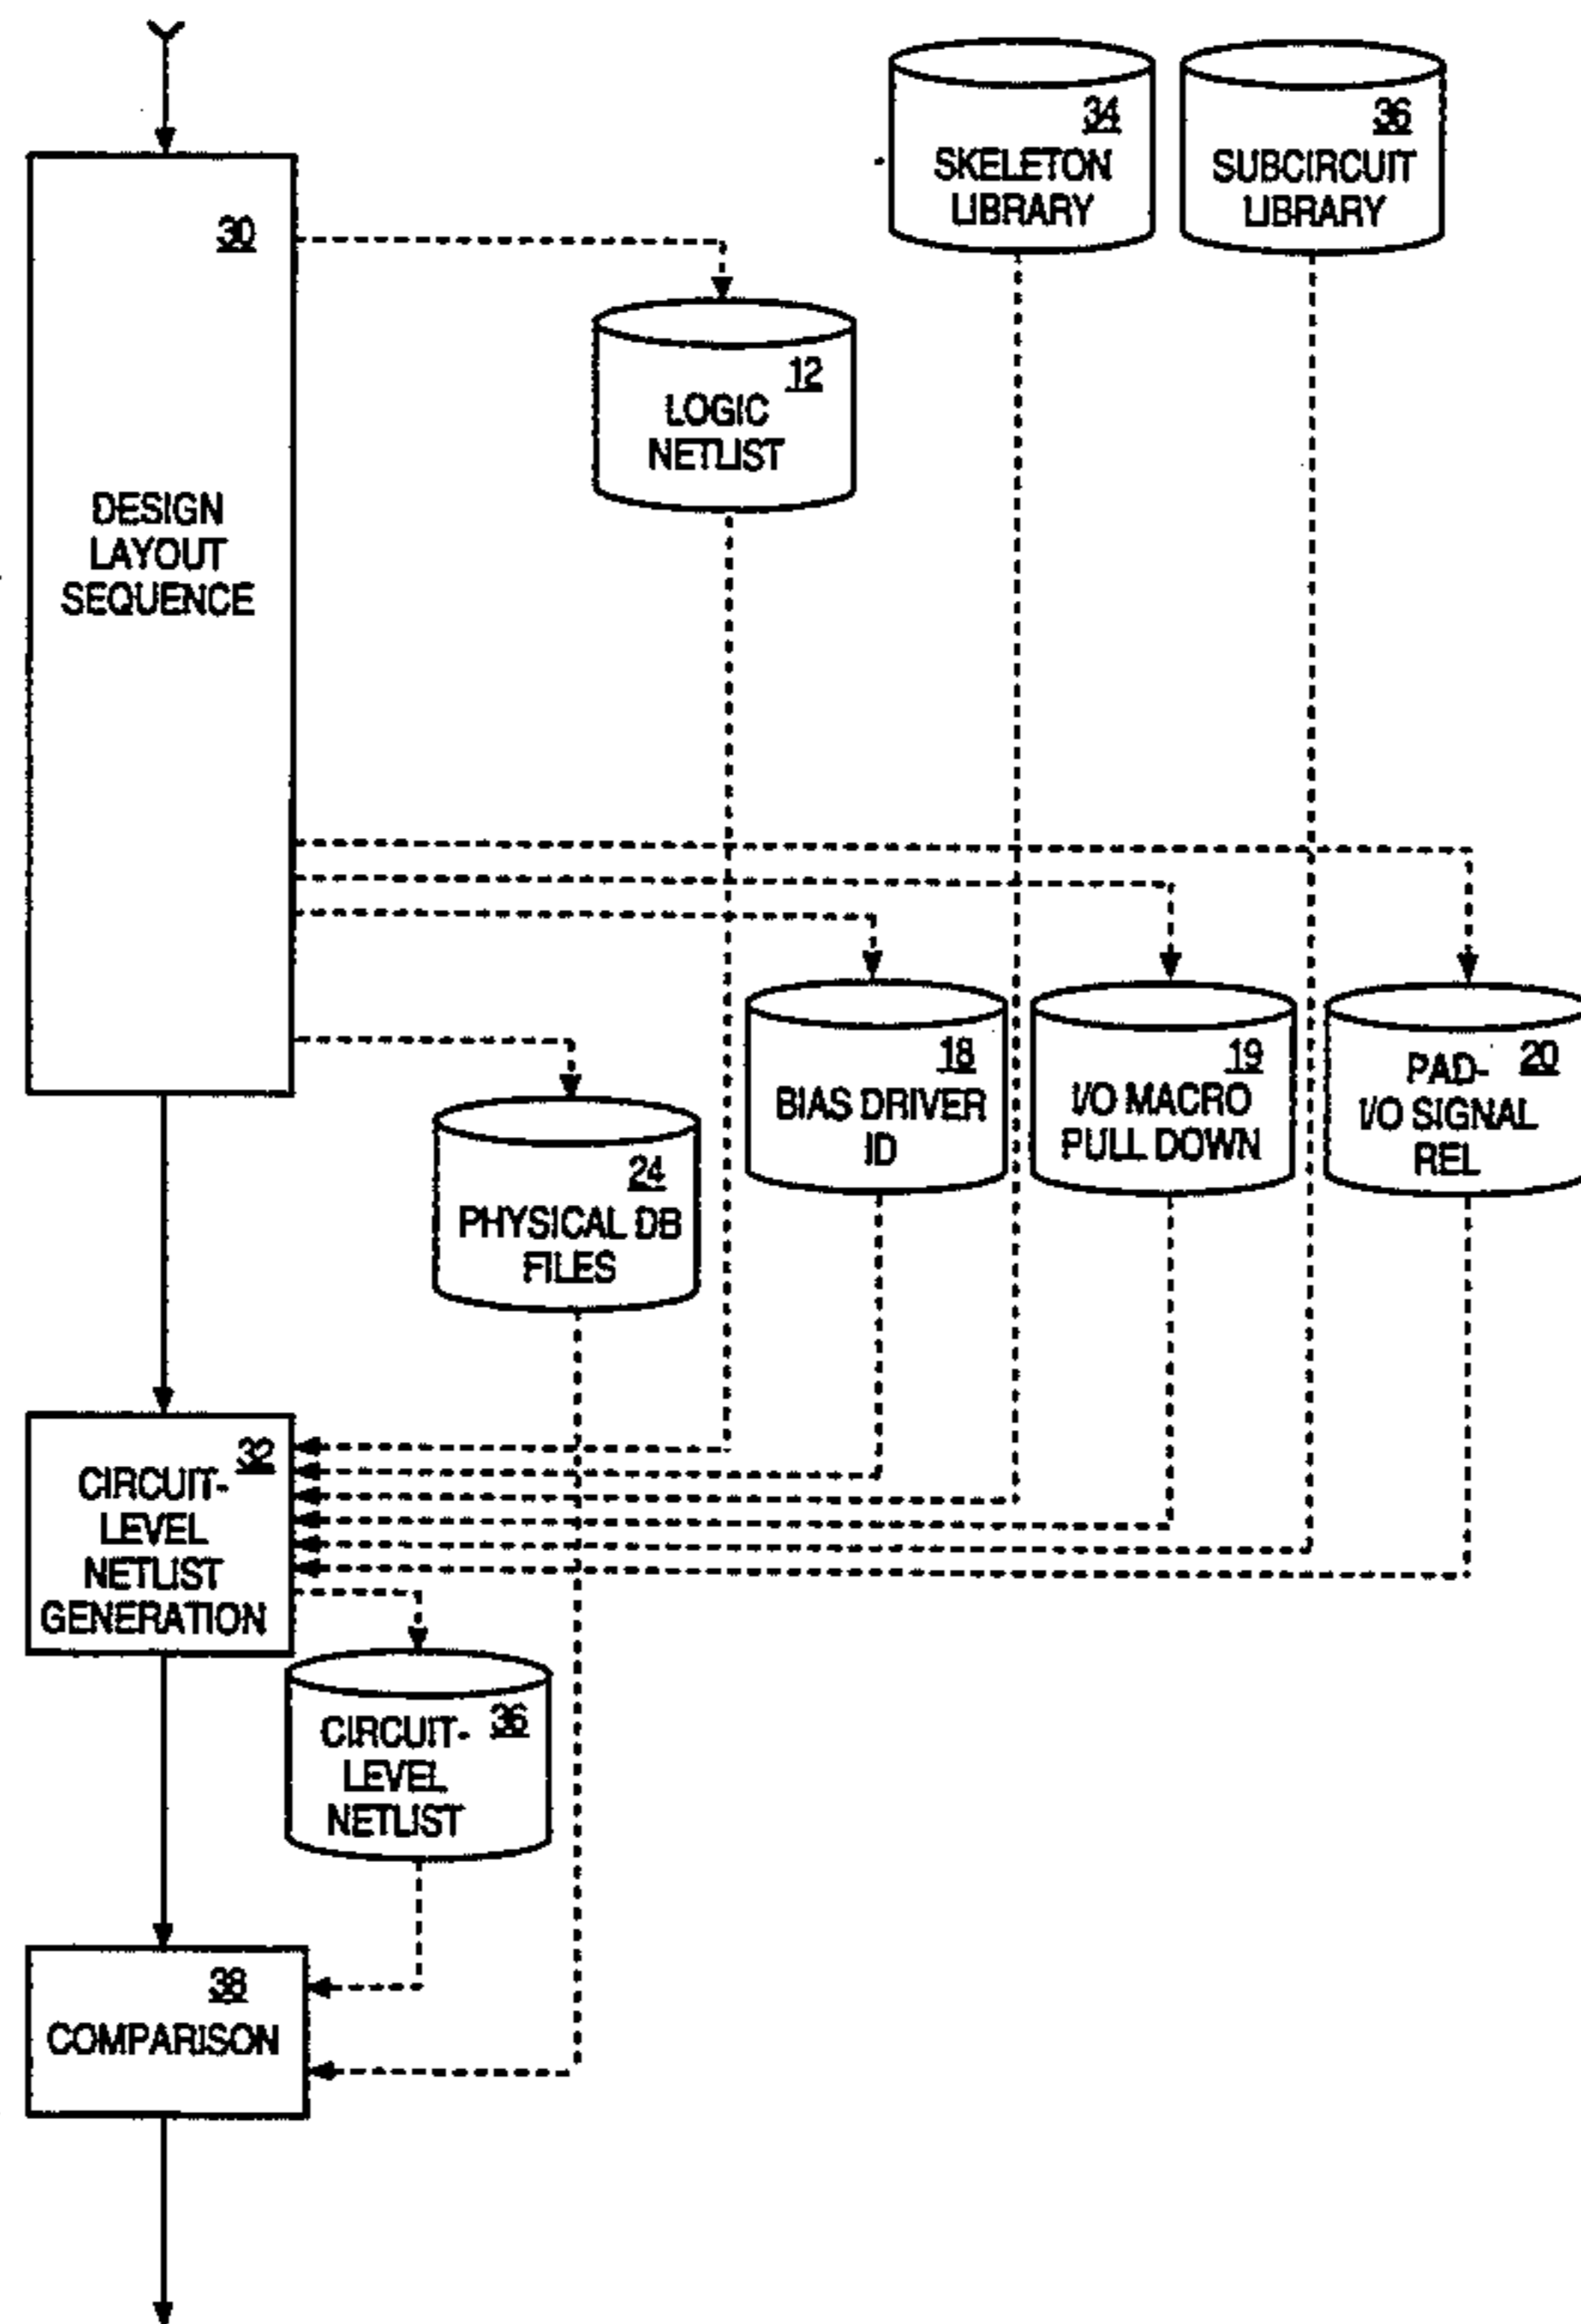 34
SKELETON
LIBRARY
36
SUBCIRCUIT
LIBRARY
30
DESIGN
LAYOUT
SEQUENCE
12
LOGIC
NETLIST
18
BIAS DRIVER
ID
19
I/O MACRO
PULL DOWN
PAD- 20
I/O SIGNAL
REL
24
PHYSICAL DB
FILES
32
CIRCUIT-
LEVEL
NETLIST
GENERATION
CIRCUIT- 36
LEVEL
NETLIST
38
COMPARISON